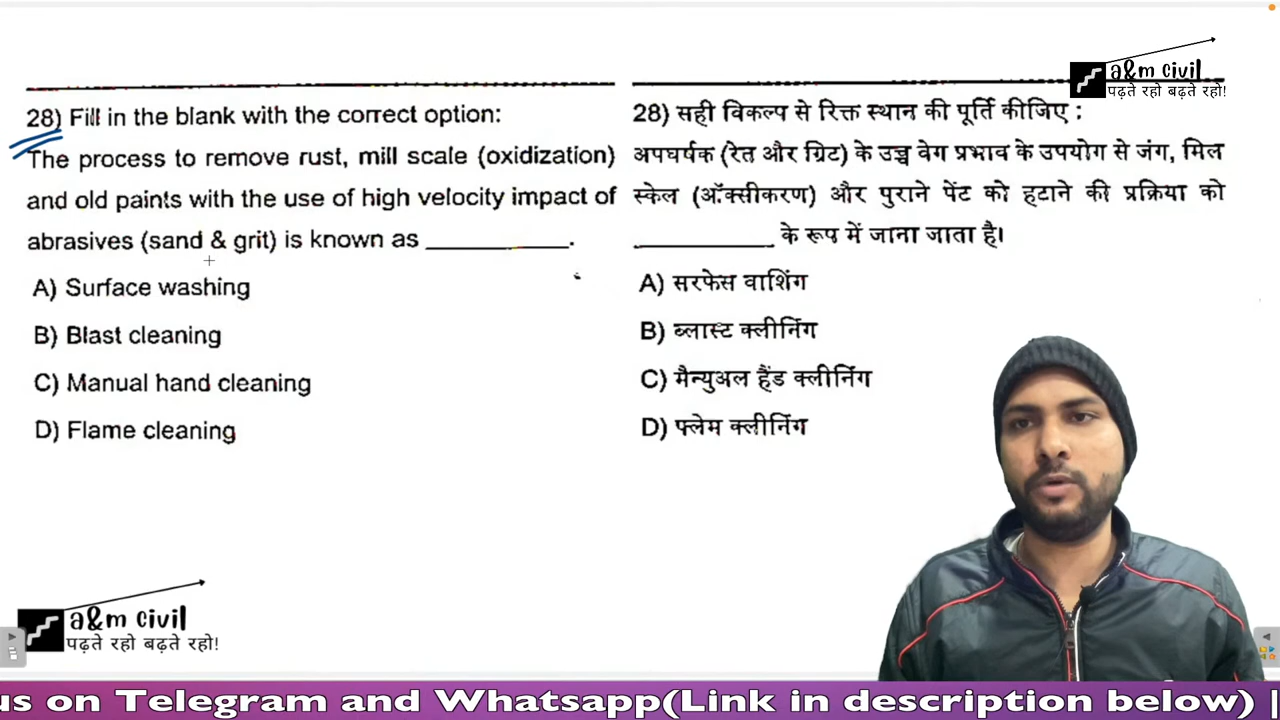 a&m civil
पढ़ते रहो बढ़ते रहो!
28) Fill in the blank with the correct option:
The process to remove rust, mill scale (oxidization)
and old paints with the use of high velocity impact of
abrasives (sand & grit) is known as ____________.
A) Surface washing
B) Blast cleaning
C) Manual hand cleaning
D) Flame cleaning
28) सही विकल्प से रिक्त स्थान की पूर्ति कीजिए :
अपघर्षक (रेत और ग्रिट) के उच्च वेग प्रभाव के उपयोग से जंग, मिल
स्केल (ऑक्सीकरण) और पुराने पेंट को हटाने की प्रक्रिया को
____________ के रूप में जाना जाता है।
A) सरफेस वाशिंग
B) ब्लास्ट क्लीनिंग
C) मैन्युअल हैंड क्लीनिंग
D) फ्लेम क्लीनिंग
a&m civil
पढ़ते रहो बढ़ते रहो!
us on Telegram and Whatsapp(Link in description below) |